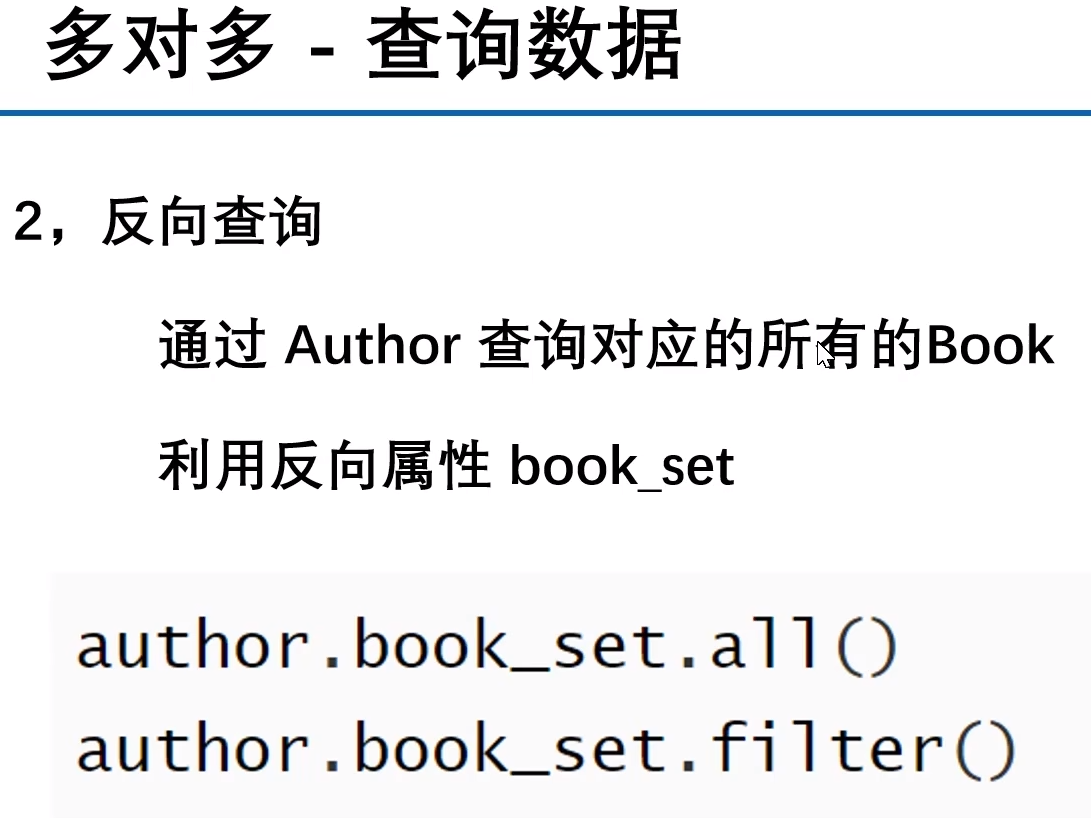 多对多 - 查询数据
2，反向查询
通过 Author 查询对应的所有的Book
利用反向属性 book_set
author.book_set.all()
author.book_set.filter()